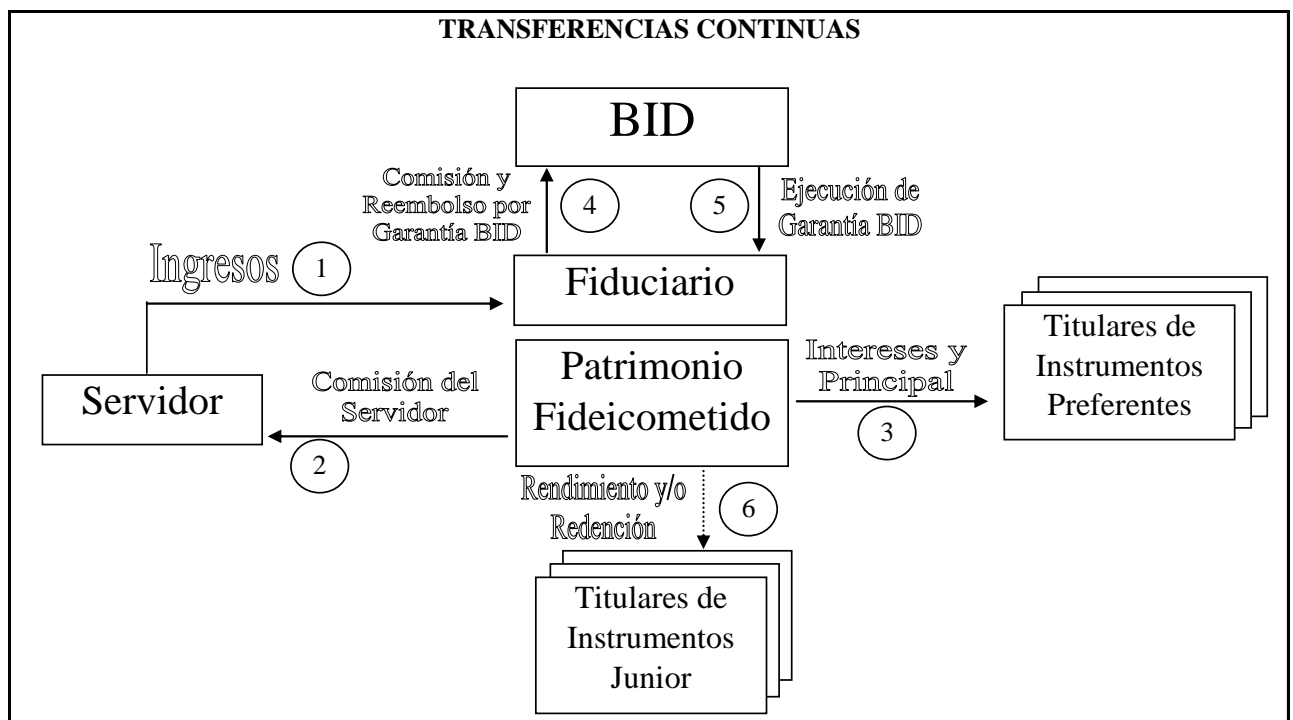 TRANSFERENCIAS CONTINUAS
BID
Comisión y
Reembolso por
Garantía BID
4
5
Ejecución de
Garantía BID
Ingresos
1
Fiduciario
Servidor
Comisión del
Servidor
2
Patrimonio
Fideicometido
Intereses y
Principal
3
Titulares de
Instrumentos
Preferentes
Rendimiento y/o
Redención
6
Titulares de
Instrumentos
Junior